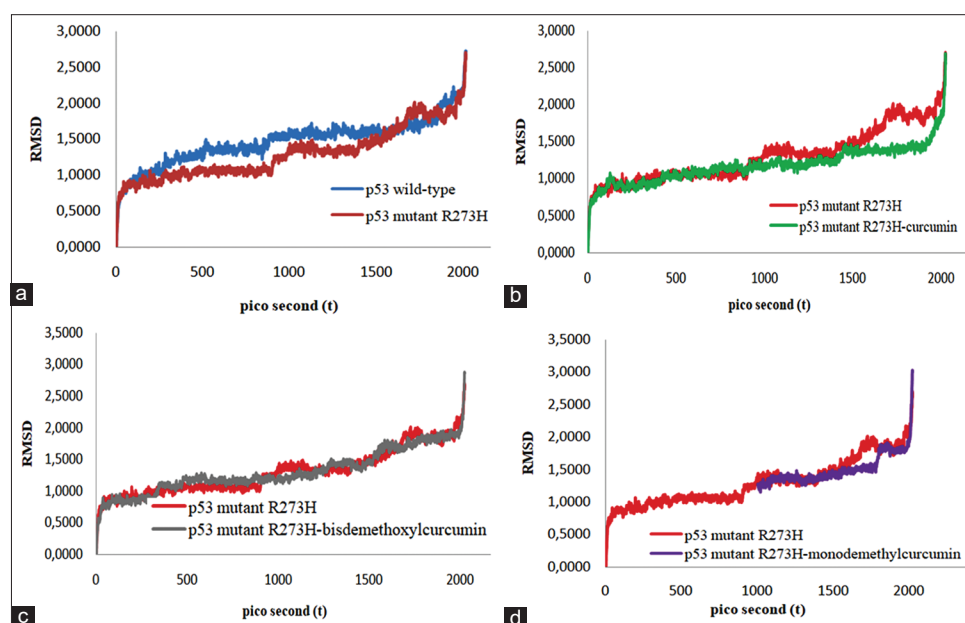 3,0000
2,5000
2,0000
1,5000
1,0000
0,5000
0,0000
RMSD
0
500
1000
1500
2000
pico second (t)
p53 wild-type
p53 mutant R273H
a
3,0000
2,5000
2,0000
1,5000
1,0000
0,5000
0,0000
RMSD
0
500
1000
1500
2000
pico second (t)
p53 mutant R273H
p53 mutant R273H-curcumin
b
3,5000
3,0000
2,5000
2,0000
1,5000
1,0000
0,5000
0,0000
RMSD
0
500
1000
1500
2000
pico second (t)
p53 mutant R273H
p53 mutant R273H-bisdemethoxylcurcumin
c
3,5000
3,0000
2,5000
2,0000
1,5000
1,0000
0,5000
0,0000
RMSD
0
500
1000
1500
2000
pico second (t)
p53 mutant R273H
p53 mutant R273H-monodemethylcurcumin
d